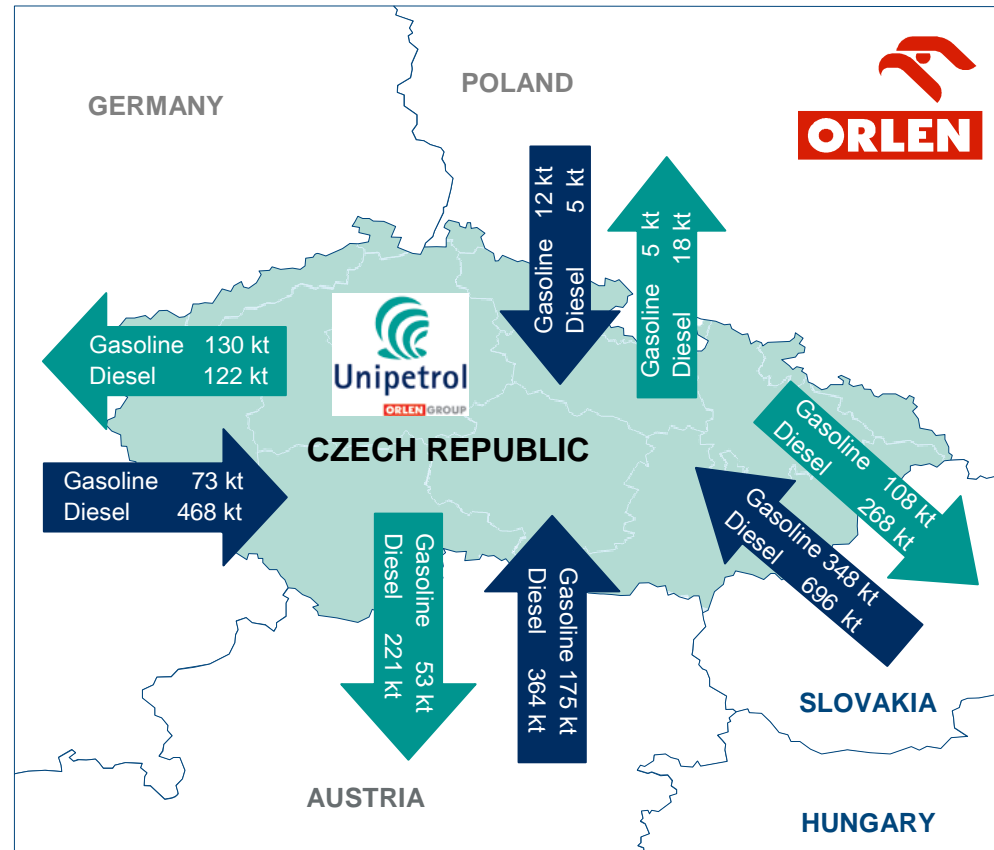 GERMANY
POLAND
ORLEN
Gasoline 12 kt
Diesel 5 kt
Gasoline 5 kt
Diesel 18 kt
Gasoline 130 kt
Diesel 122 kt
Unipetrol
ORLEN GROUP
CZECH REPUBLIC
Gasoline 73 kt
Diesel 468 kt
Gasoline 108 kt
Diesel 268 kt
Gasoline 348 kt
Diesel 696 kt
Gasoline 53 kt
Diesel 221 kt
Gasoline 175 kt
Diesel 364 kt
SLOVAKIA
AUSTRIA
HUNGARY